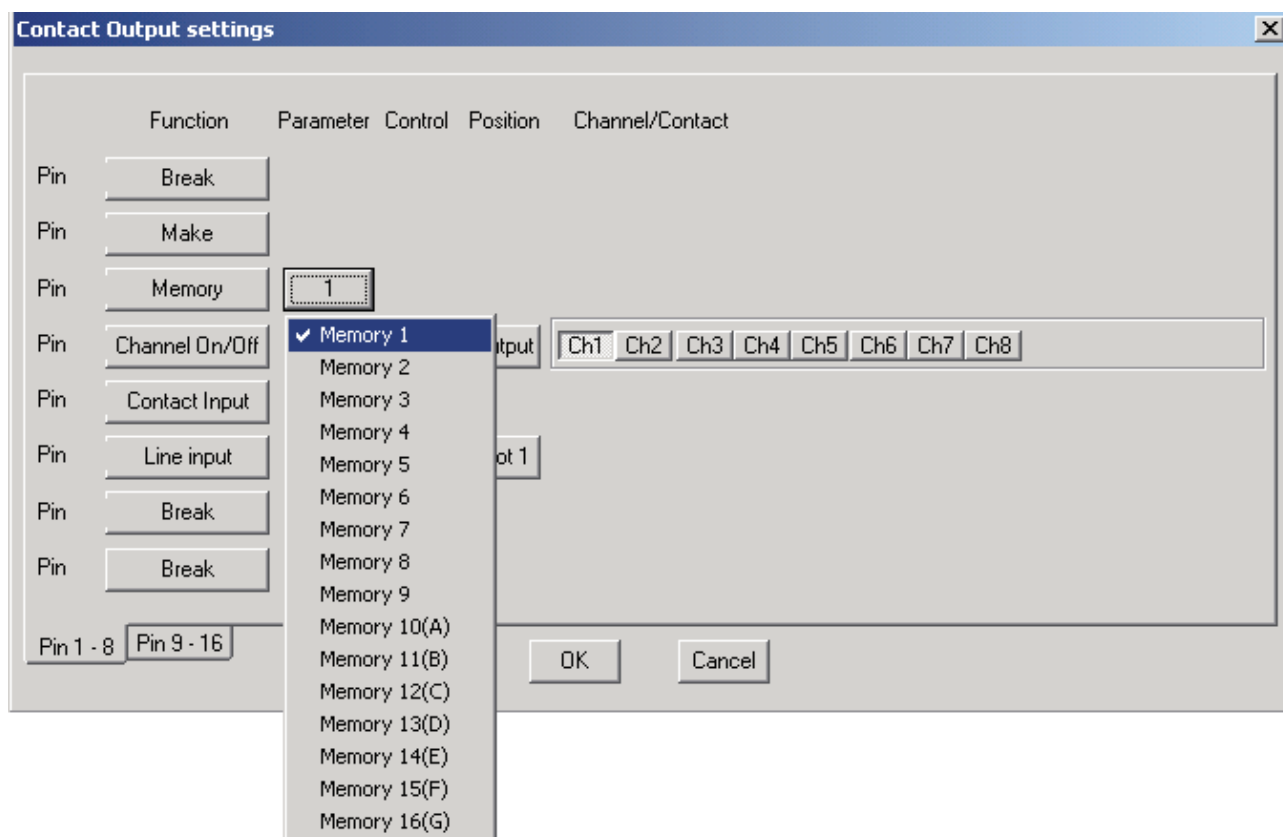 Contact Output settings
Function Parameter Control Position Channel/Contact
Pin Break
Pin Make
Pin Memory 1
Pin Channel On/Off tput Ch1 Ch2 Ch3 Ch4 Ch5 Ch6 Ch7 Ch8
Pin Contact Input
Pin Line input ot 1
Pin Break
Pin Break
Memory 1
Memory 2
Memory 3
Memory 4
Memory 5
Memory 6
Memory 7
Memory 8
Memory 9
Memory 10(A)
Memory 11(B)
Memory 12(C)
Memory 13(D)
Memory 14(E)
Memory 15(F)
Memory 16(G)
Pin 1 - 8 Pin 9 - 16
OK Cancel